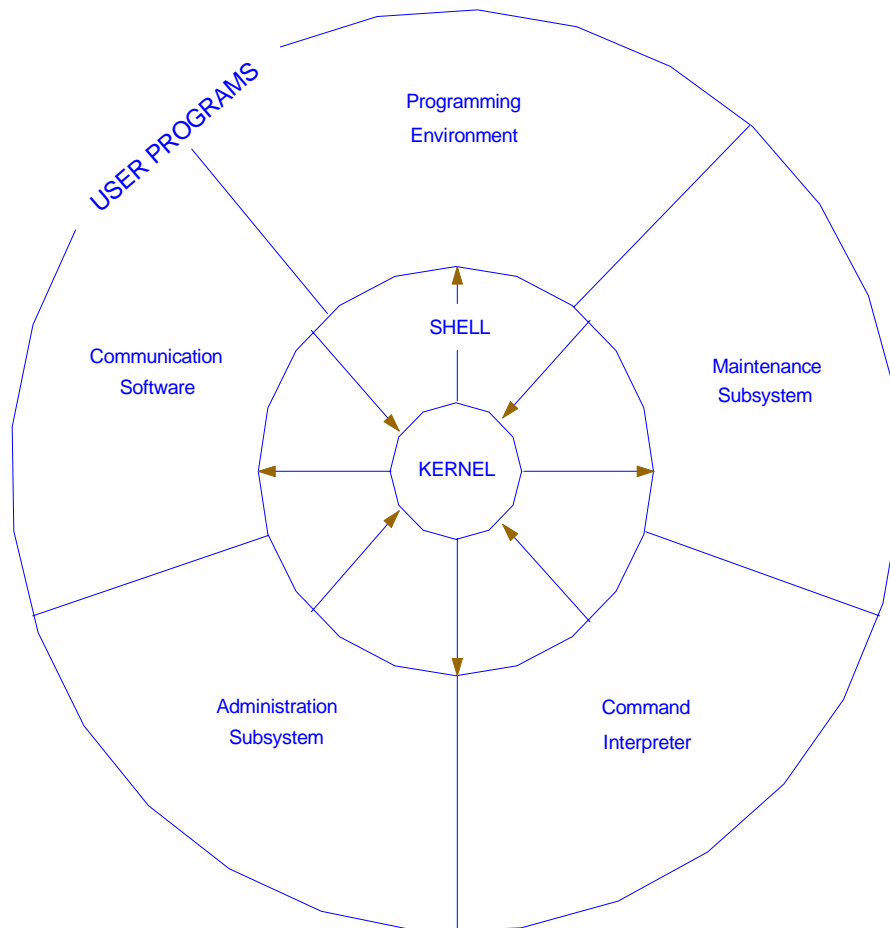 USER PROGRAMS
Programming
Environment
SHELL
Communication
Software
Maintenance
Subsystem
KERNEL
Administration
Subsystem
Command
Interpreter